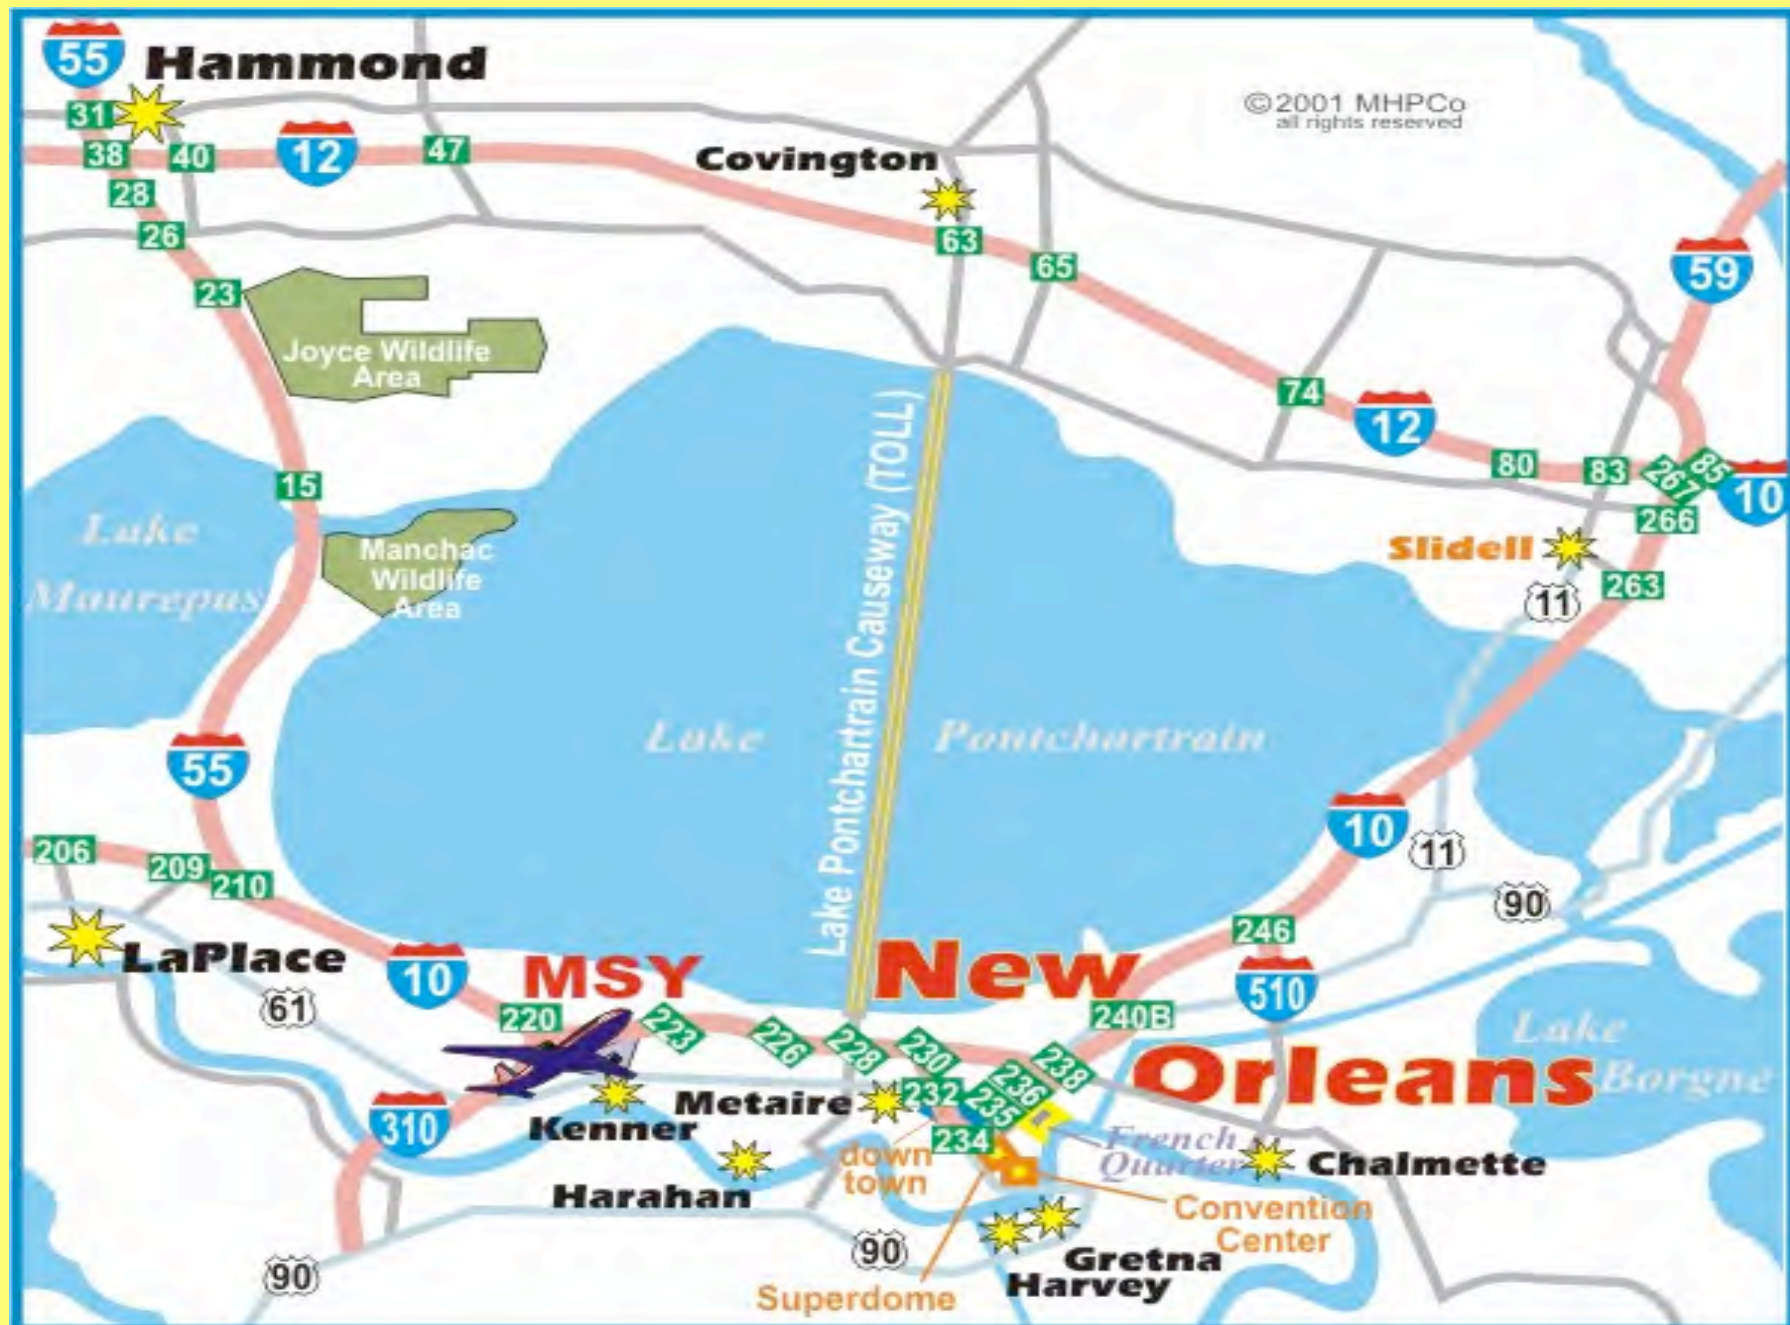 55
Hammond
©2001 MHPCo
all rights reserved
31
38
40
12
47
Covington
28
26
63
65
59
23
Joyce Wildlife
Area
74
12
80
83
267
85
10
15
266
Lake
Maurepas
Manchac
Wildlife
Area
Slidell
263
11
Lake Pontchartrain Causeway (TOLL)
Lake
Pontchartrain
55
10
11
206
209
210
90
246
LaPlace
10
MSY
New
510
61
220
223
226
228
230
240B
Lake
Borgne
Orleans
238
236
235
232
234
310
Kenner
Metaire
French
Quarter
Chalmette
down
town
Harahan
Convention
Center
90
90
Gretna
Harvey
Superdome